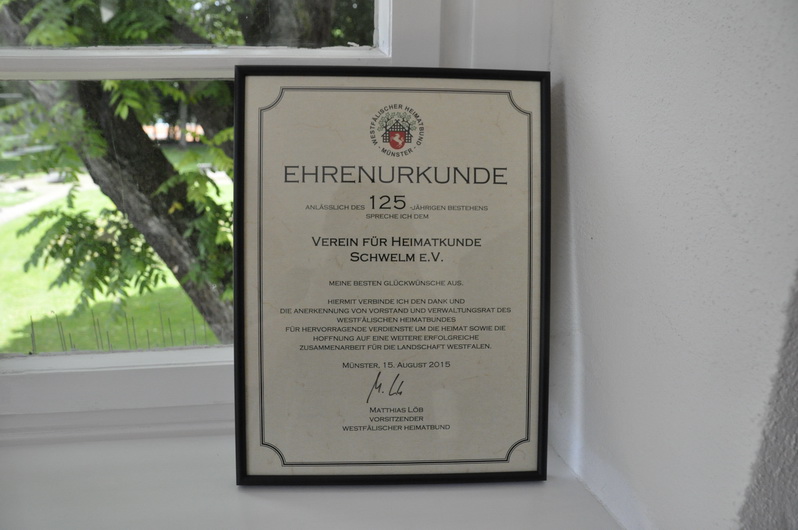 WESTFÄLISCHER HEIMATBUND
· MÜNSTER ·
EHRENURKUNDE
ANLÄSSLICH DES 125 -JÄHRIGEN BESTEHENS
SPRECHE ICH DEM
VEREIN FÜR HEIMATKUNDE
SCHWELM E.V.
MEINE BESTEN GLÜCKWÜNSCHE AUS.
HIERMIT VERBINDE ICH DEN DANK UND
DIE ANERKENNUNG VON VORSTAND UND VERWALTUNGSRAT DES
WESTFÄLISCHEN HEIMATBUNDES
FÜR HERVORRAGENDE VERDIENSTE UM DIE HEIMAT SOWIE DIE
HOFFNUNG AUF EINE WEITERE ERFOLGREICHE
ZUSAMMENARBEIT FÜR DIE LANDSCHAFT WESTFALEN.
MÜNSTER, 15. AUGUST 2015
M. Löb
MATTHIAS LÖB
VORSITZENDER
WESTFÄLISCHER HEIMATBUND